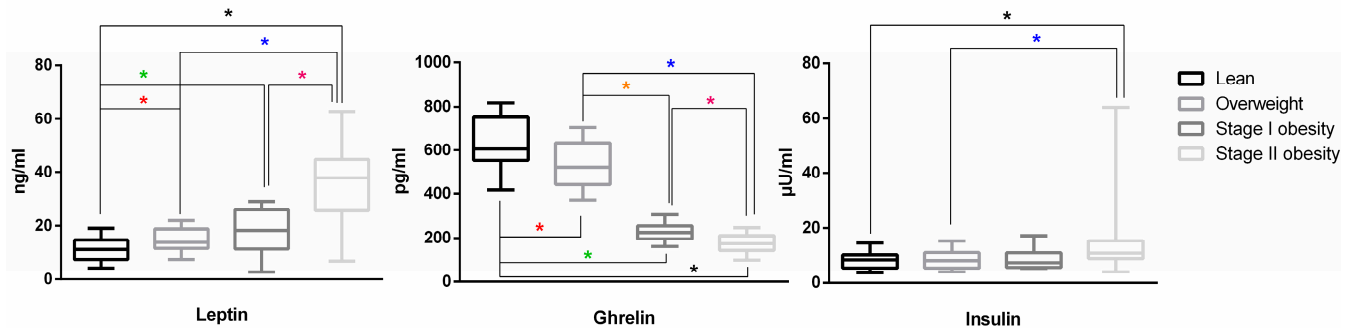 *
*
*
*
*
80
60
40
20
0
ng/ml
Leptin
*
*
*
*
*
*
1000
800
600
400
200
0
pg/ml
Ghrelin
*
*
80
60
40
20
0
µU/ml
Insulin
Lean
Overweight
Stage I obesity
Stage II obesity